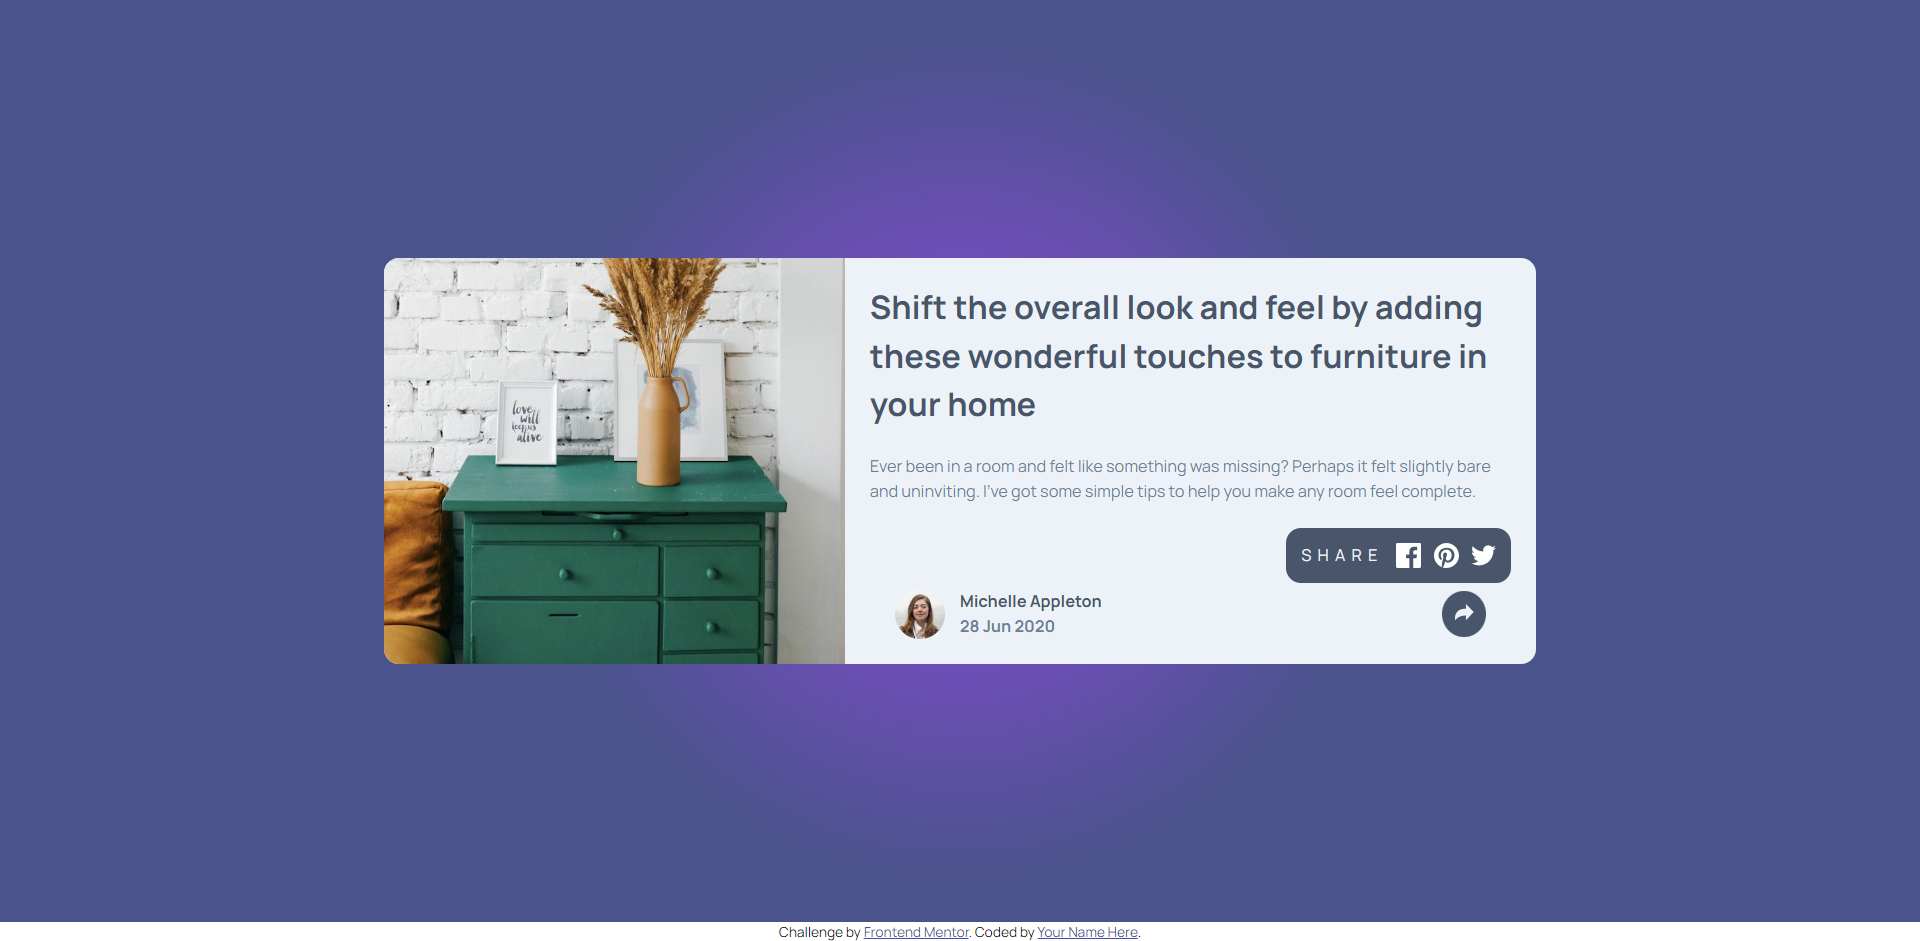 love
will
keep us
alive
Shift the overall look and feel by adding
these wonderful touches to furniture in
your home
Ever been in a room and felt like something was missing? Perhaps it felt slightly bare
and uninviting. I've got some simple tips to help you make any room feel complete.
SHARE
Michelle Appleton
28 Jun 2020
Challenge by Frontend Mentor. Coded by Your Name Here.